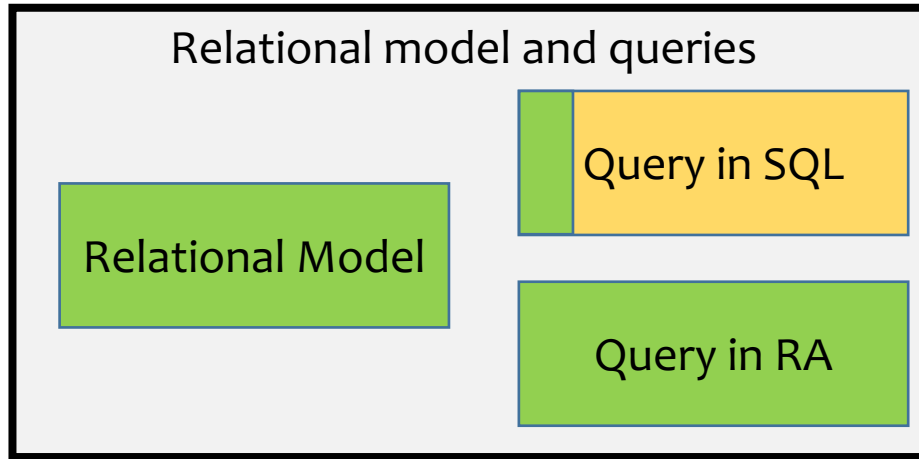 Relational model and queries
Query in SQL
Relational Model
Query in RA